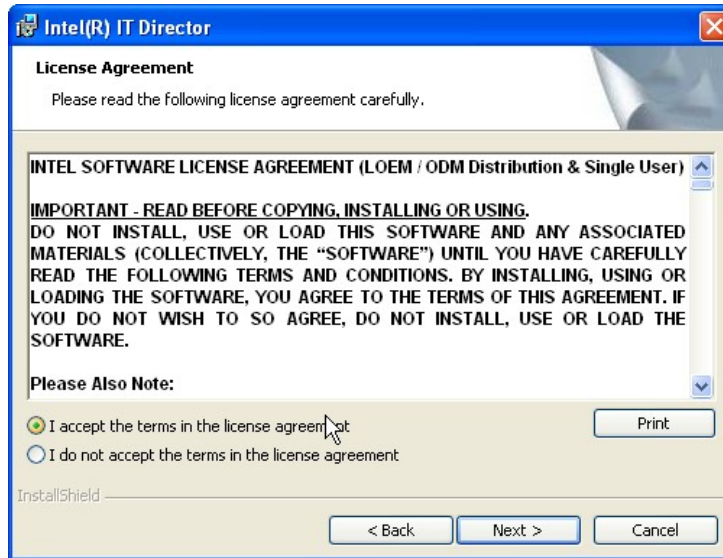 Intel(R) IT Director
License Agreement
Please read the following license agreement carefully.
INTEL SOFTWARE LICENSE AGREEMENT (LOEM / ODM Distribution & Single User)
IMPORTANT - READ BEFORE COPYING, INSTALLING OR USING.
DO NOT INSTALL, USE OR LOAD THIS SOFTWARE AND ANY ASSOCIATED
MATERIALS (COLLECTIVELY, THE “SOFTWARE”) UNTIL YOU HAVE CAREFULLY
READ THE FOLLOWING TERMS AND CONDITIONS. BY INSTALLING, USING OR
LOADING THE SOFTWARE, YOU AGREE TO THE TERMS OF THIS AGREEMENT. IF
YOU DO NOT WISH TO SO AGREE, DO NOT INSTALL, USE OR LOAD THE
SOFTWARE.
Please Also Note:
I accept the terms in the license agreement
Print
I do not accept the terms in the license agreement
InstallShield
< Back Next > Cancel